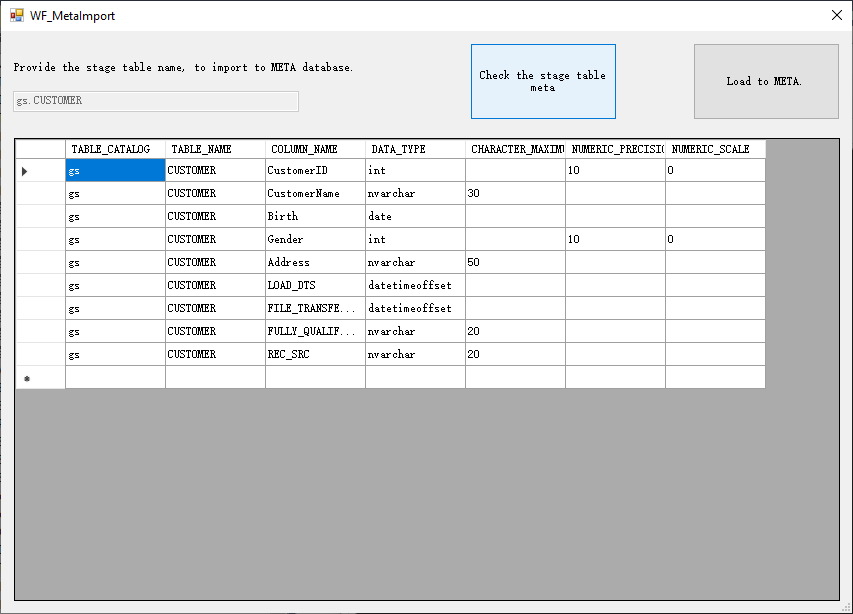 WF_MetaImport
Provide the stage table name, to import to META database.
gs.CUSTOMER
Check the stage table
meta
Load to META.
TABLE_CATALOG TABLE_NAME COLUMN_NAME DATA_TYPE CHARACTER_MAXIMU NUMERIC_PRECISIO NUMERIC_SCALE
gs CUSTOMER CustomerID int 10 0
gs CUSTOMER CustomerName nvarchar 30
gs CUSTOMER Birth date
gs CUSTOMER Gender int 10 0
gs CUSTOMER Address nvarchar 50
gs CUSTOMER LOAD_DTS datetimeoffset
gs CUSTOMER FILE_TRANSFE... datetimeoffset
gs CUSTOMER FULLY_QUALIF... nvarchar 20
gs CUSTOMER REC_SRC nvarchar 20